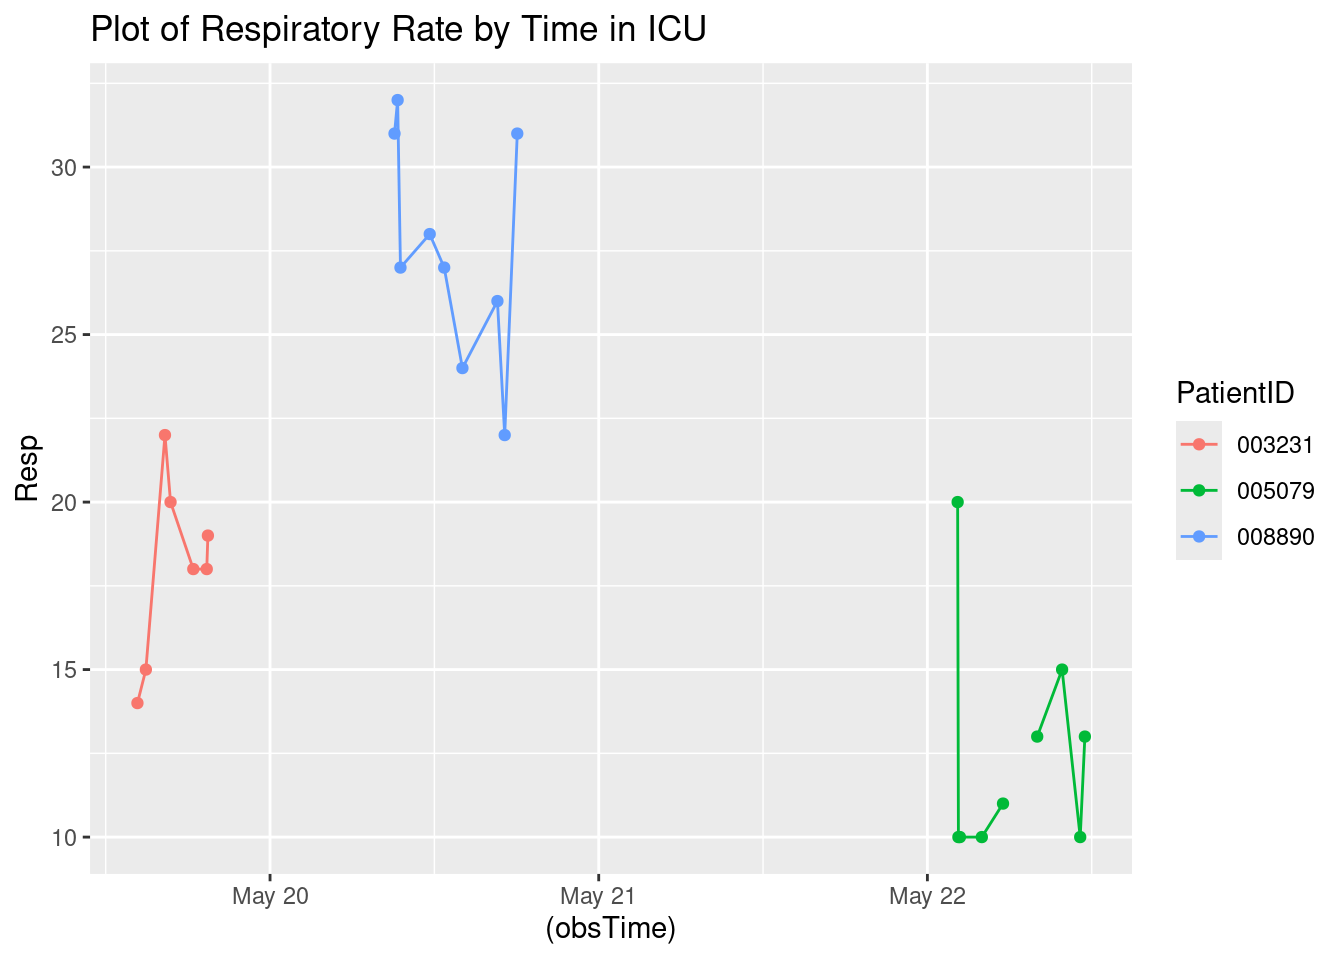 Plot of Respiratory Rate by Time in ICU
30
25
20
15
10
Resp
May 20
May 21
May 22
(obsTime)
PatientID
003231
005079
008890